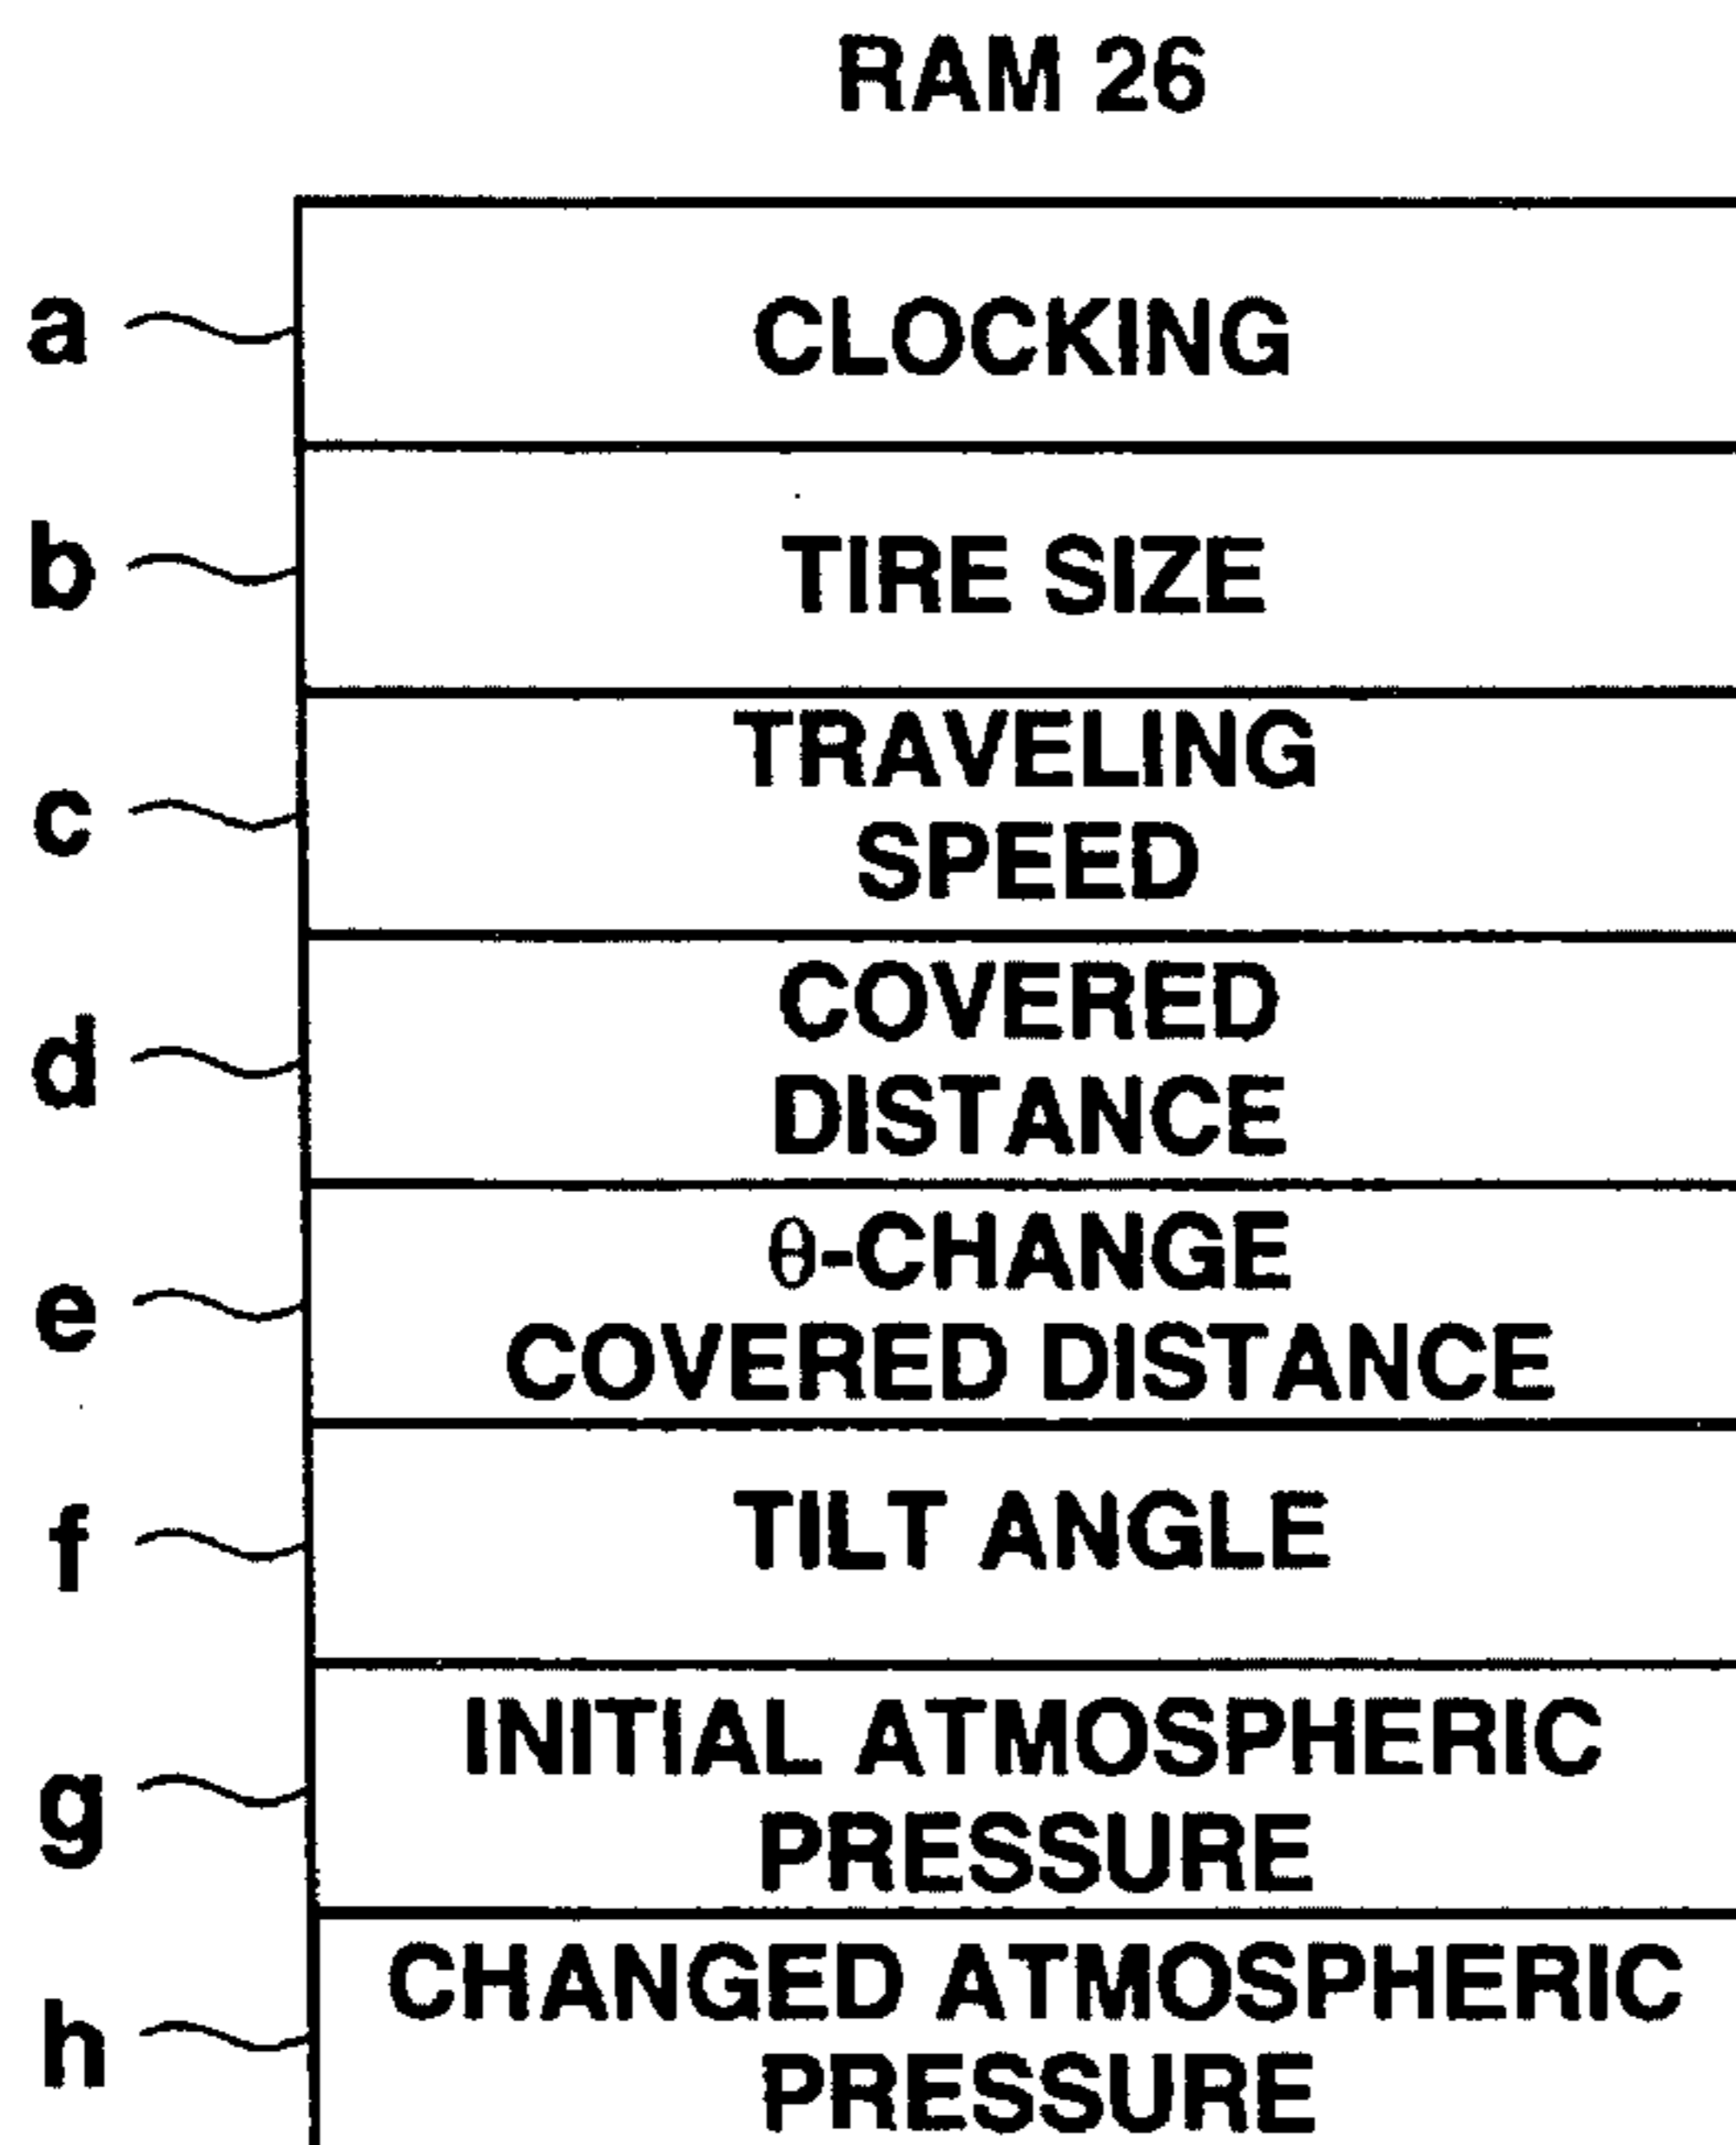 RAM 26
a CLOCKING
b TIRE SIZE
c TRAVELING
SPEED
d COVERED
DISTANCE
e θ-CHANGE
COVERED DISTANCE
f TILT ANGLE
g INITIAL ATMOSPHERIC
PRESSURE
h CHANGED ATMOSPHERIC
PRESSURE